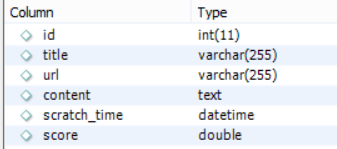 Column Type
id int(11)
title varchar(255)
url varchar(255)
content text
scratch_time datetime
score double